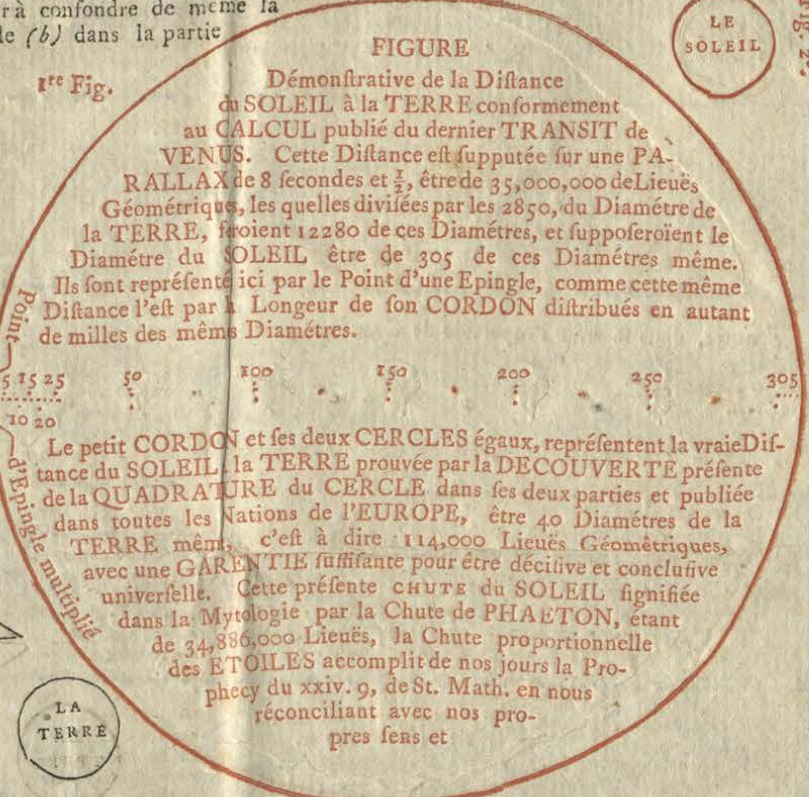 r à confondre de même la
le (b) dans la partie
LE
SOLEIL
Fig. 2ᵉ
1re Fig.
FIGURE
Démonſtrative de la Diſtance
du SOLEIL à la TERRE conformement
au CALCUL publié du dernier TRANSIT de
VENUS. Cette Diſtance eſt ſupputée ſur une PA-
RALLAX de 8 ſecondes et ½, être de 35,000,000 de Lieuës
Géométriques, les quelles diviſées par les 2850, du Diamétre de
la TERRE, ſeroient 12280 de ces Diamétres, et ſuppoſeroïent le
Diamétre du SOLEIL être de 305 de ces Diamétres même.
Ils ſont repréſenté ici par le Point d'une Epingle, comme cette même
Diſtance l'éſt par Longeur de ſon CORDON diſtribués en autant
de milles des mêms Diamétres.
Point
5 15 25 50 100 150 200 250 305
10 20
d'Epingle multiplié
Le petit CORDON et ſes deux CERCLES égaux, repréſentent la vraie Diſ-
tance du SOLEIL la TERRE prouvée par la DECOUVERTE préſente
de la QUADRATURE du CERCLE dans ſes deux parties et publiée
dans toutes les Nations de l'EUROPE, être 40 Diamétres de la
TERRE mêm, c'eſt à dire 114,000 Lieuës Géomêtriques,
avec une GARENTIE ſuffiſante pour être déciſive et concluſive
univerſelle. Cette préſente CHUTE du SOLEIL ſignifiée
dans la Mytologie par la Chute de PHAETON, étant
de 34,886,000 Lieuës, la Chute proportionnelle
des ETOILES accomplit de nos jours la Pro-
phecy du xxiv. 9, de St. Math. en nous
réconciliant avec nos pro-
pres ſens et
LA
TERRE